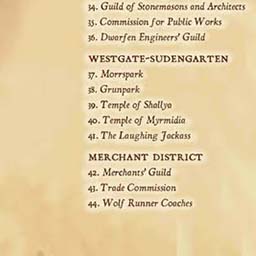 34. Guild of Stonemasons and Architects
35. Commission for Public Works
36. Dwarfen Engineers' Guild
WESTGATE-SUDENGARTEN
37. Morrspark
38. Grunpark
39. Temple of Shallya
40. Temple of Myrmidia
41. The Laughing Jackass
MERCHANT DISTRICT
42. Merchants' Guild
43. Trade Commission
44. Wolf Runner Coaches